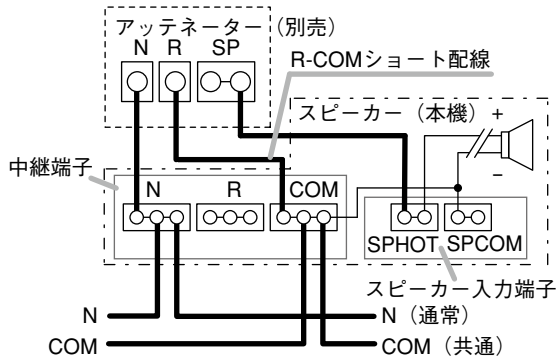 アッテネーター（別売）
N R SP
R-COMショート配線
スピーカー（本機）
+
−
中継端子
N R COM
SPHOT SPCOM
スピーカー入力端子
N N（通常）
COM COM（共通）